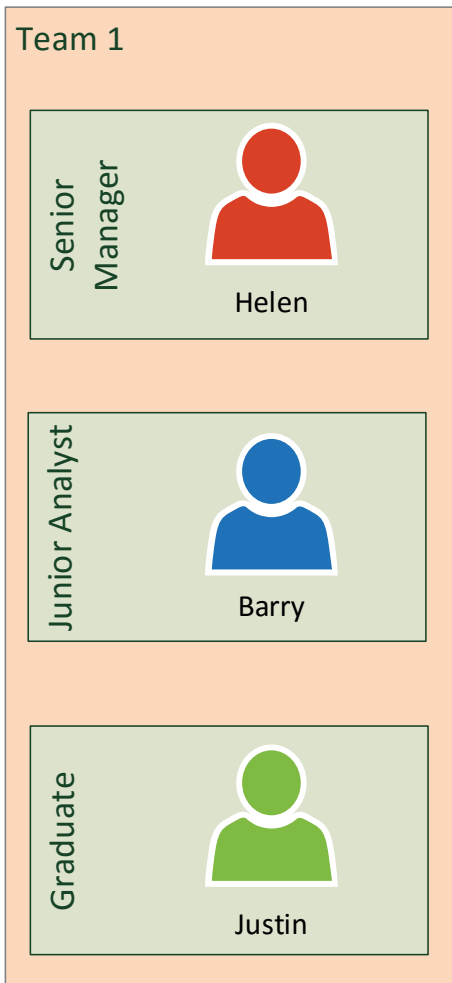 Team 1
Senior
Manager
Helen
Junior Analyst
Barry
Graduate
Justin